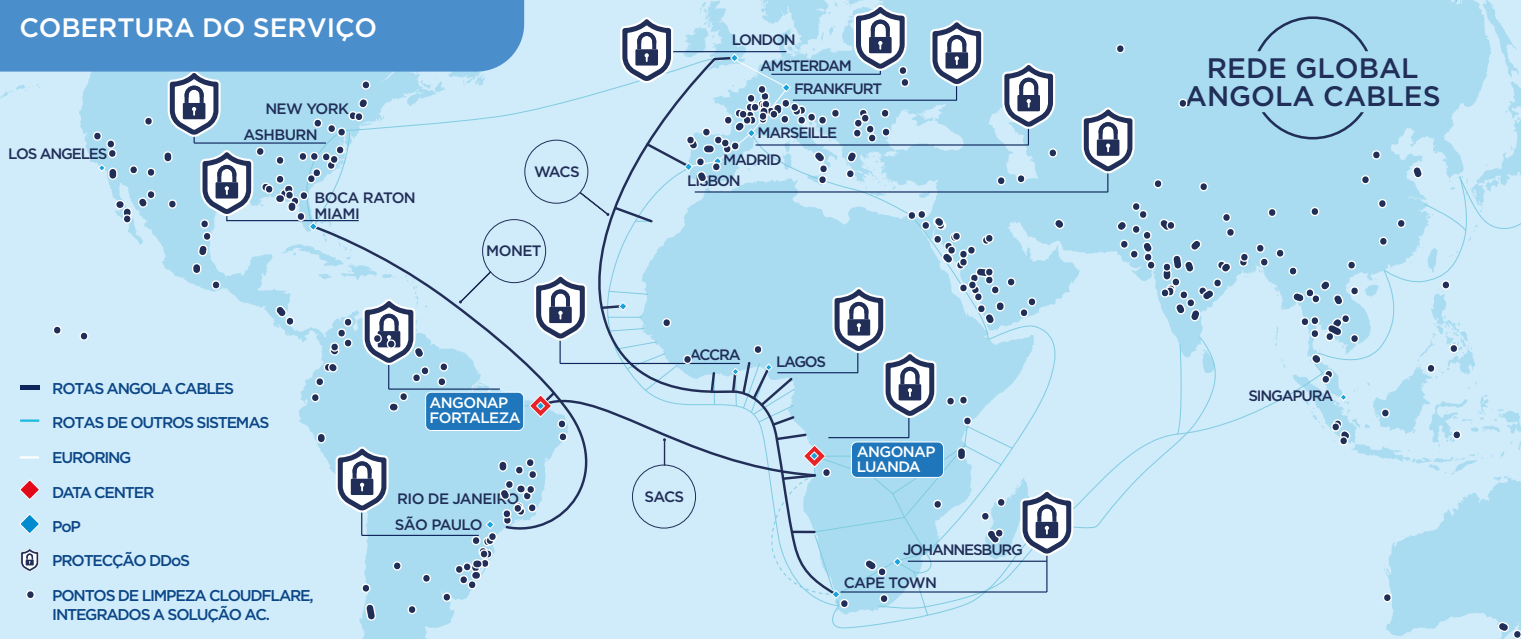 COBERTURA DO SERVIÇO
REDE GLOBAL
ANGOLA CABLES
LONDON
AMSTERDAM
FRANKFURT
MARSEILLE
MADRID
LISBON
NEW YORK
ASHBURN
LOS ANGELES
BOCA RATON
MIAMI
WACS
MONET
ACCRA
LAGOS
ANGONAP
FORTALEZA
ANGONAP
LUANDA
SACS
SINGAPURA
RIO DE JANEIRO
SÃO PAULO
JOHANNESBURG
CAPE TOWN
ROTAS ANGOLA CABLES
ROTAS DE OUTROS SISTEMAS
EURORING
DATA CENTER
PoP
PROTECÇÃO DDoS
PONTOS DE LIMPEZA CLOUDFLARE,
INTEGRADOS A SOLUÇÃO AC.